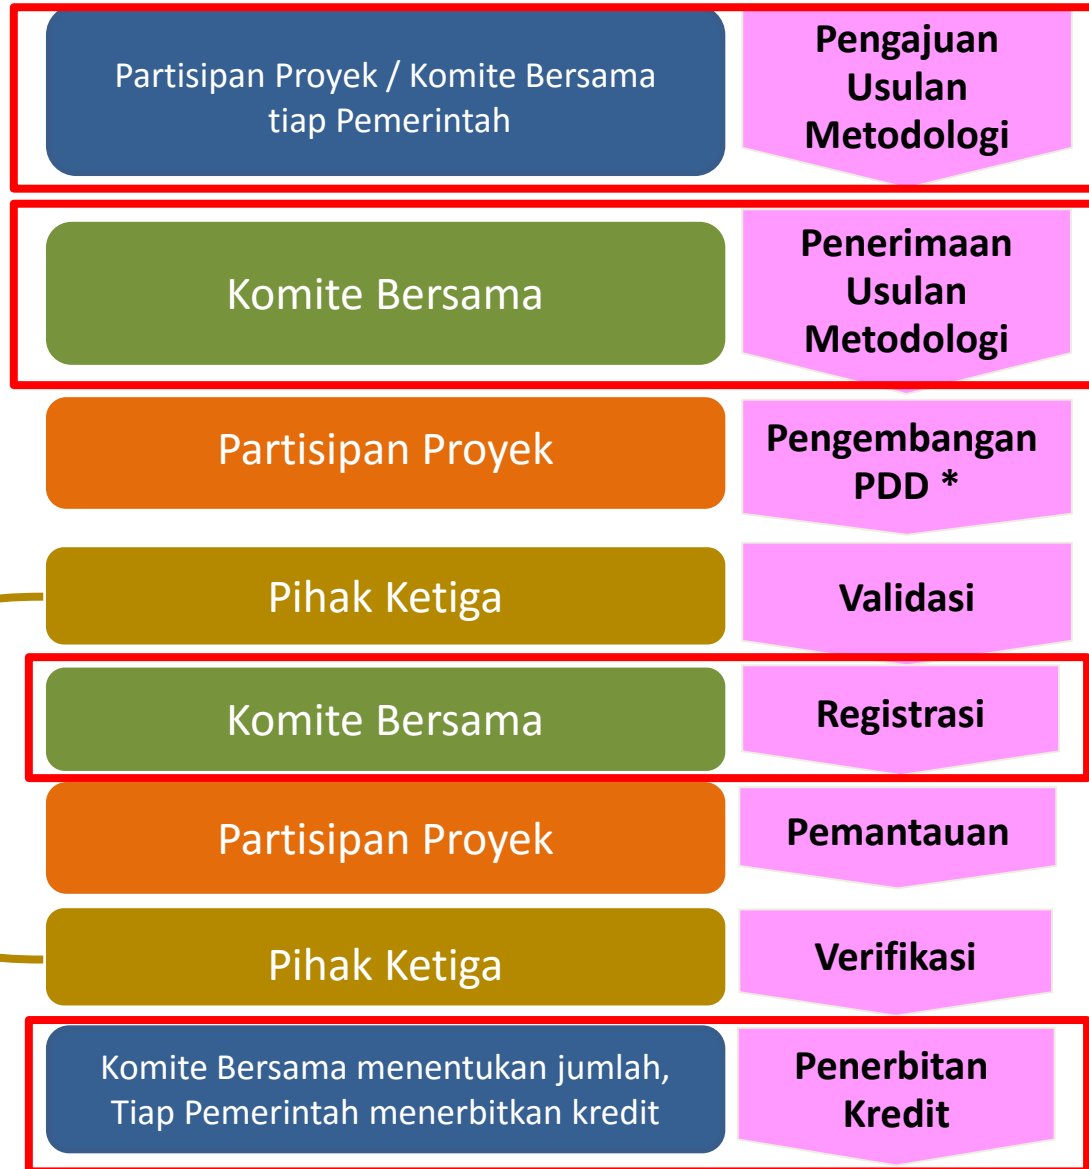 Partisipan Proyek / Komite Bersama
tiap Pemerintah
Pengajuan
Usulan
Metodologi
Komite Bersama
Penerimaan
Usulan
Metodologi
Partisipan Proyek
Pengembangan
PDD *
Pihak Ketiga
Validasi
Komite Bersama
Registrasi
Partisipan Proyek
Pemantauan
Pihak Ketiga
Verifikasi
Komite Bersama menentukan jumlah,
Tiap Pemerintah menerbitkan kredit
Penerbitan
Kredit